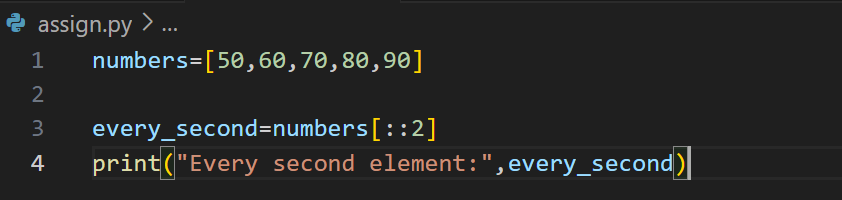 assign.py > ...
1 numbers=[50,60,70,80,90]
2
3 every_second=numbers[::2]
4 print("Every second element:",every_second)